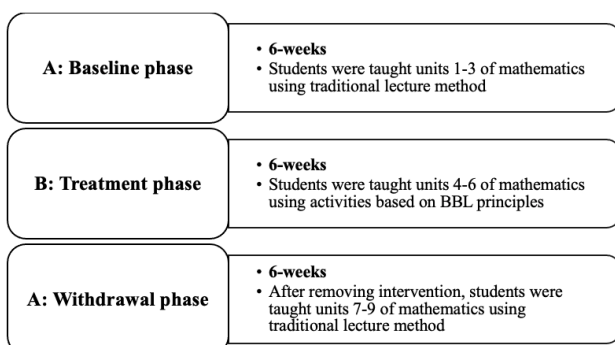 A: Baseline phase
• 6-weeks
• Students were taught units 1-3 of mathematics
using traditional lecture method
B: Treatment phase
• 6-weeks
• Students were taught units 4-6 of mathematics
using activities based on BBL principles
A: Withdrawal phase
• 6-weeks
• After removing intervention, students were
taught units 7-9 of mathematics using
traditional lecture method